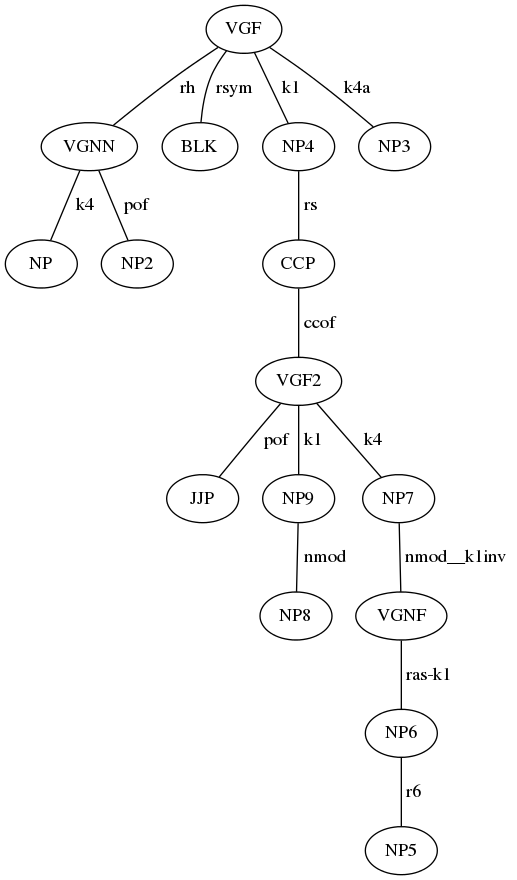 VGF
rh rsym k1 k4a
VGNN BLK NP4 NP3
k4 pof rs
NP NP2 CCP
ccof
VGF2
pof k1 k4
JJP NP9 NP7
nmod nmod__k1inv
NP8 VGNF
ras-k1
NP6
r6
NP5